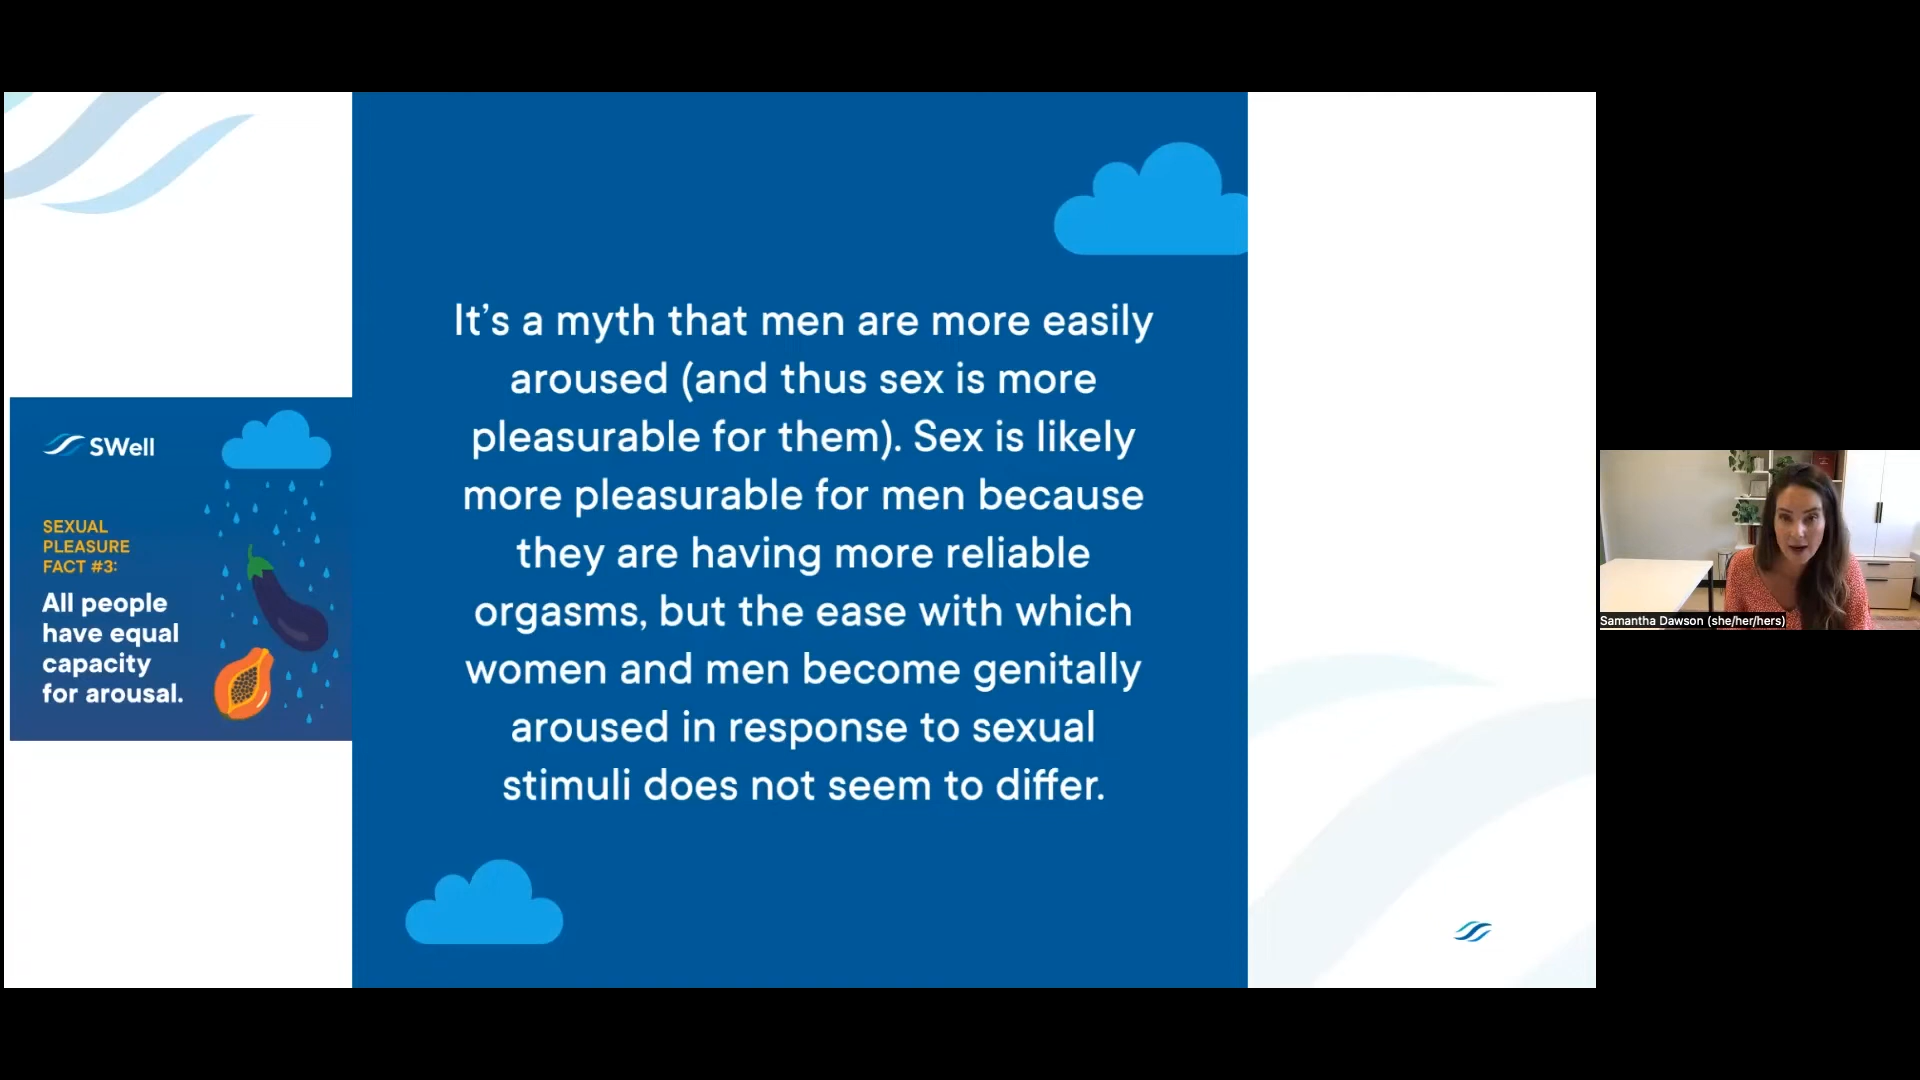 SWell
SEXUAL
PLEASURE
FACT #3:
All people
have equal
capacity
for arousal.
It's a myth that men are more easily
aroused (and thus sex is more
pleasurable for them). Sex is likely
more pleasurable for men because
they are having more reliable
orgasms, but the ease with which
women and men become genitally
aroused in response to sexual
stimuli does not seem to differ.
Samantha Dawson (she/her/hers)